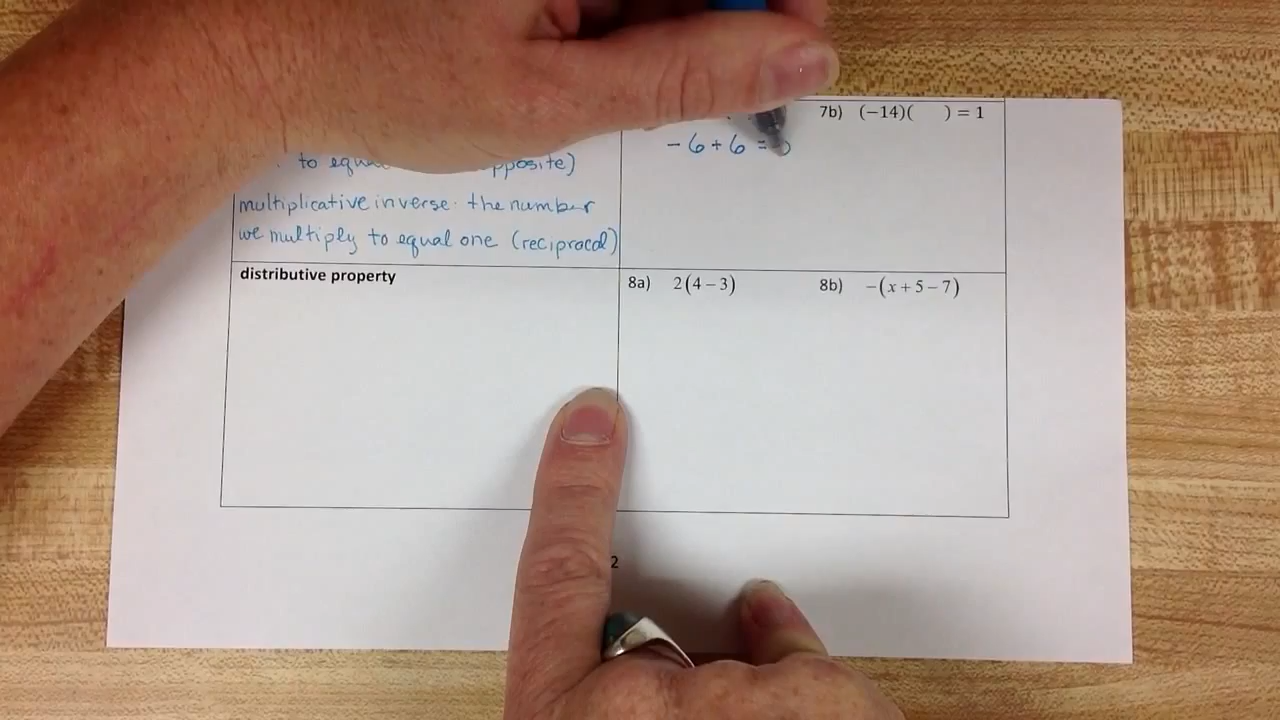 7b) (−14)( ) = 1
− 6 + 6 =
to
multiplicative inverse: the number
we multiply to equal one (reciprocal)
distributive property
8a) 2(4 − 3)
8b) −(x + 5 − 7)
2